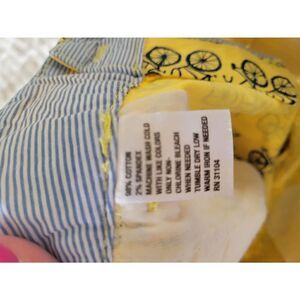 98% COTTON
2% SPANDEX
MACHINE WASH COLD
WITH LIKE COLORS
ONLY NON-
CHLORINE BLEACH
WHEN NEEDED
TUMBLE DRY LOW
WARM IRON IF NEEDED
RN 31104